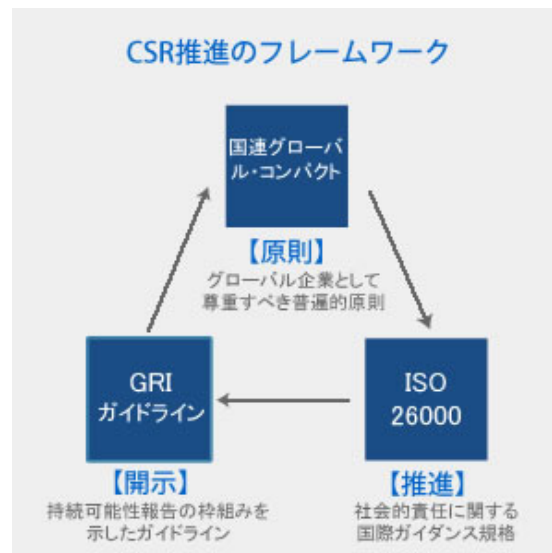 CSR推進のフレームワーク
国連グローバ
ル・コンパクト
【原則】
グローバル企業として
尊重すべき普遍的原則
GRI
ガイドライン
【開示】
持続可能性報告の枠組みを
示したガイドライン
ISO
26000
【推進】
社会的責任に関する
国際ガイダンス規格